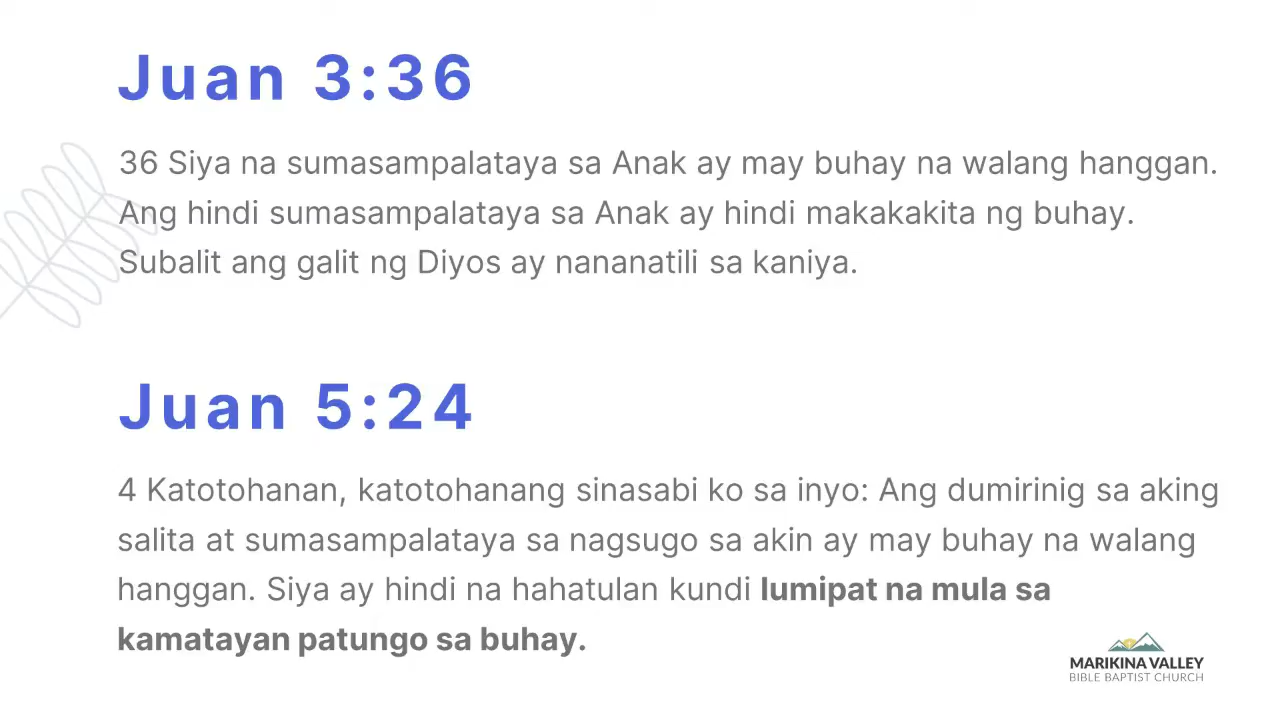 Juan 3:36
36 Siya na sumasampalataya sa Anak ay may buhay na walang hanggan.
Ang hindi sumasampalataya sa Anak ay hindi makakakita ng buhay.
Subalit ang galit ng Diyos ay nananatili sa kaniya.
Juan 5:24
4 Katotohanan, katotohanang sinasabi ko sa inyo: Ang dumirinig sa aking
salita at sumasampalataya sa nagsugo sa akin ay may buhay na walang
hanggan. Siya ay hindi na hahatulan kundi lumipat na mula sa
kamatayan patungo sa buhay.
MARIKINA VALLEY
BIBLE BAPTIST CHURCH